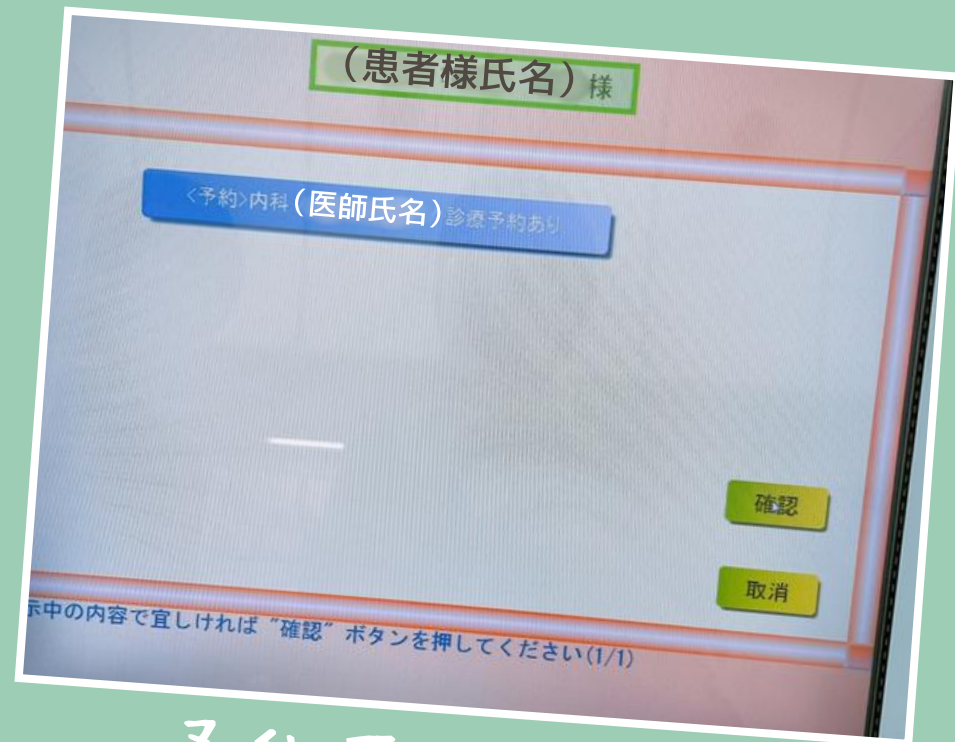 （患者様氏名）様
<予約>内科（医師氏名）診療予約あり
確認
取消
示中の内容で宜しければ"確認"ボタンを押してください(1/1)